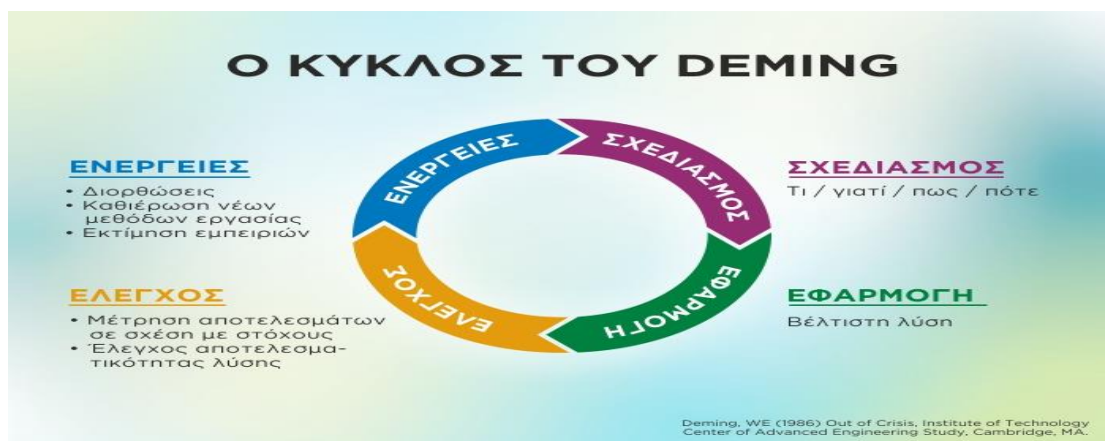 Ο ΚΥΚΛΟΣ ΤΟΥ DEMING
ΕΝΕΡΓΕΙΕΣ
• Διορθώσεις
• Καθιέρωση νέων
μεθόδων εργασίας
• Εκτίμηση εμπειριών
ΕΛΕΓΧΟΣ
• Μέτρηση αποτελεσμάτων
σε σχέση με στόχους
• Έλεγχος αποτελεσμα-
τικότητας λύσης
ΕΝΕΡΓΕΙΕΣ
ΣΧΕΔΙΑΣΜΟΣ
ΕΦΑΡΜΟΓΗ
ΕΛΕΓΧΟΣ
ΣΧΕΔΙΑΣΜΟΣ
Τι / γιατί / πως / πότε
ΕΦΑΡΜΟΓΗ
Βέλτιστη λύση
Deming, WE (1986) Out of Crisis, Institute of Technology
Center of Advanced Engineering Study, Cambridge, MA.